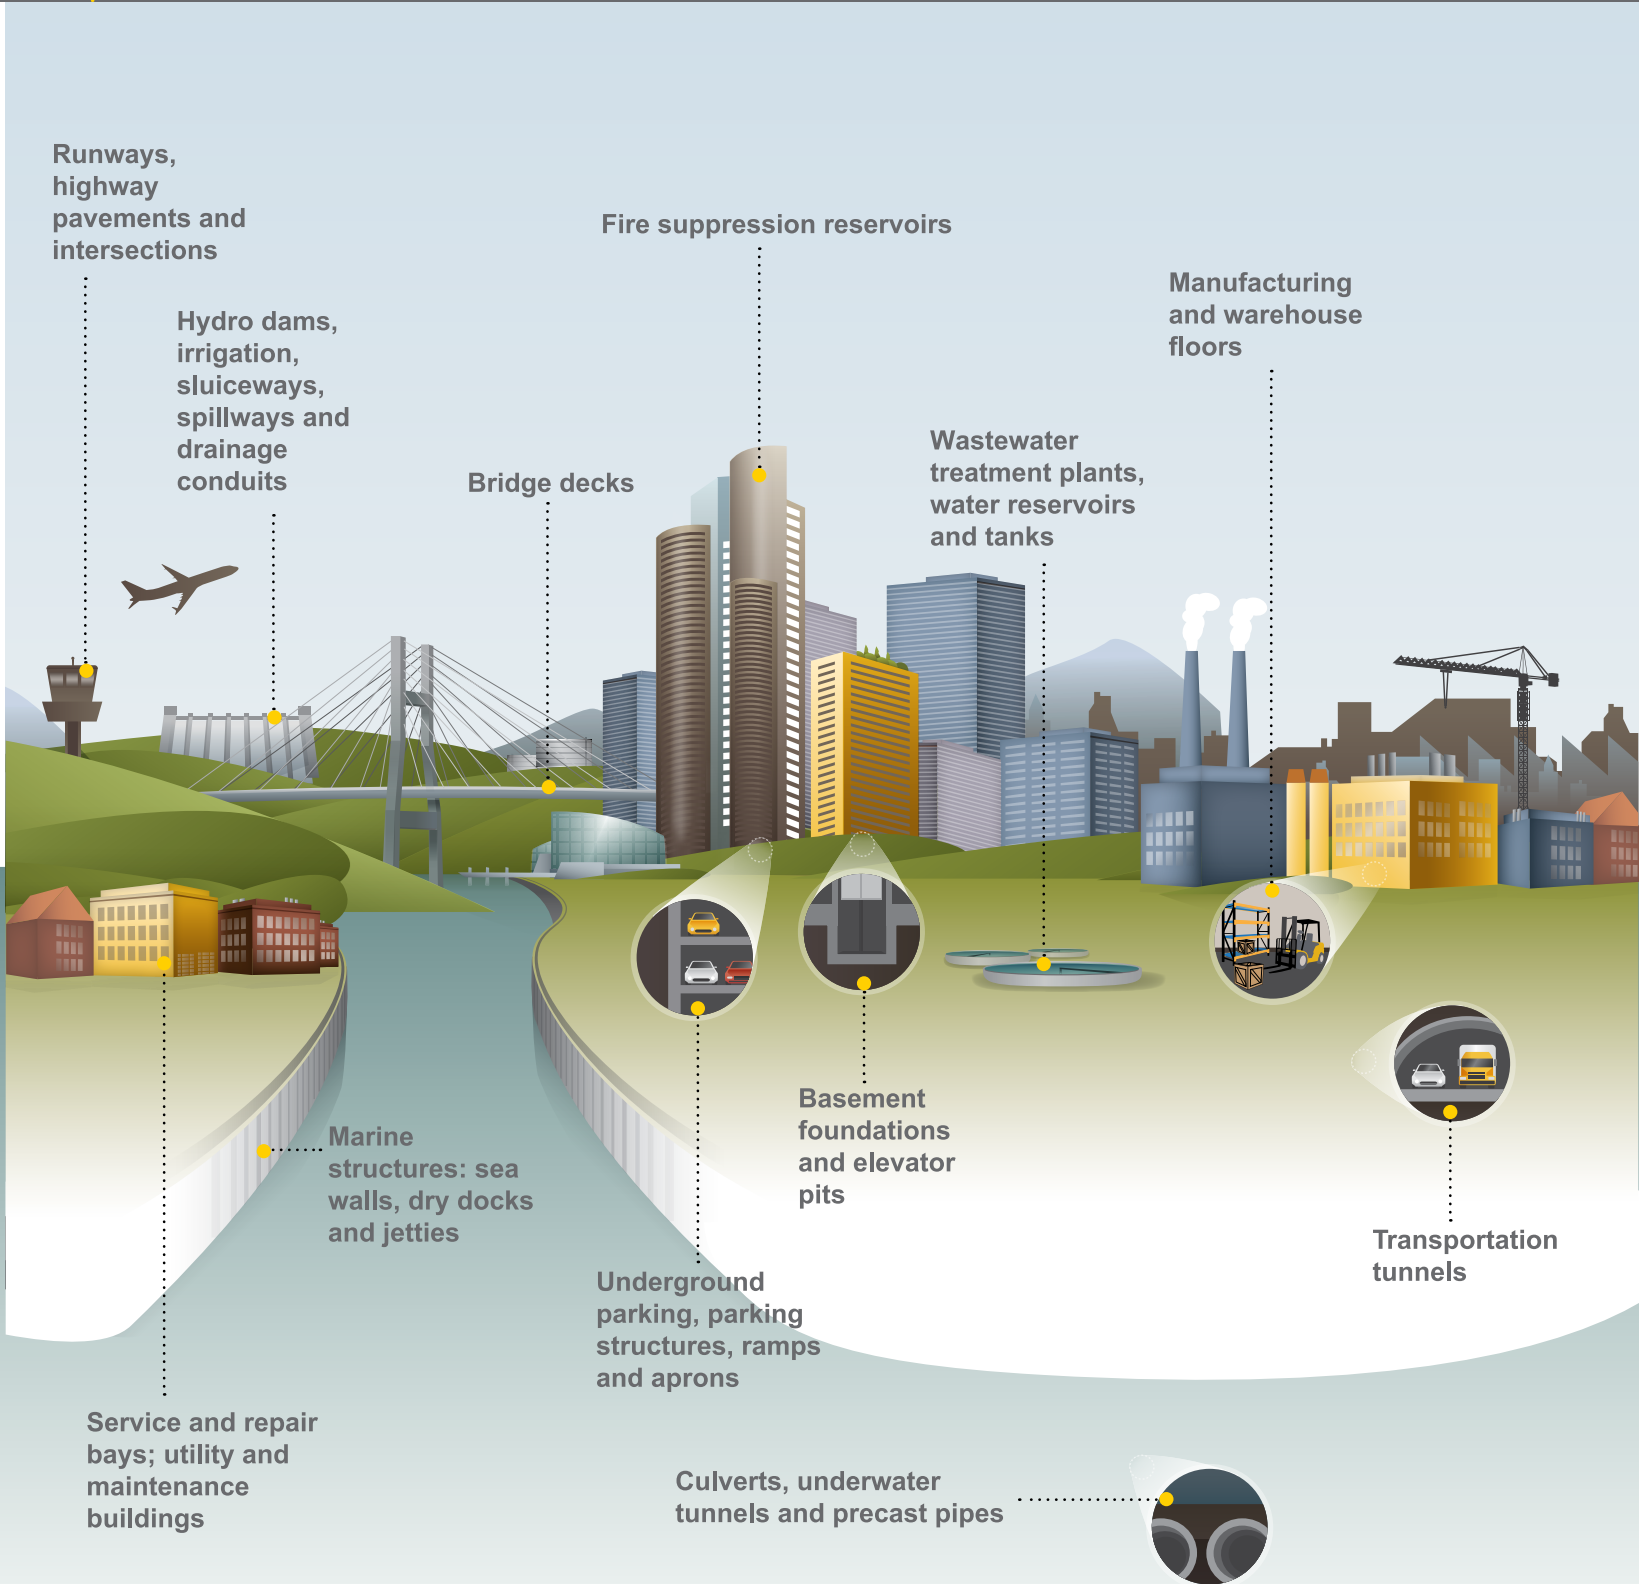 Runways,
highway
pavements and
intersections
Fire suppression reservoirs
Manufacturing
and warehouse
floors
Hydro dams,
irrigation,
sluiceways,
spillways and
drainage
conduits
Bridge decks
Wastewater
treatment plants,
water reservoirs
and tanks
Marine
structures: sea
walls, dry docks
and jetties
Basement
foundations
and elevator
pits
Transportation
tunnels
Underground
parking, parking
structures, ramps
and aprons
Service and repair
bays; utility and
maintenance
buildings
Culverts, underwater
tunnels and precast pipes